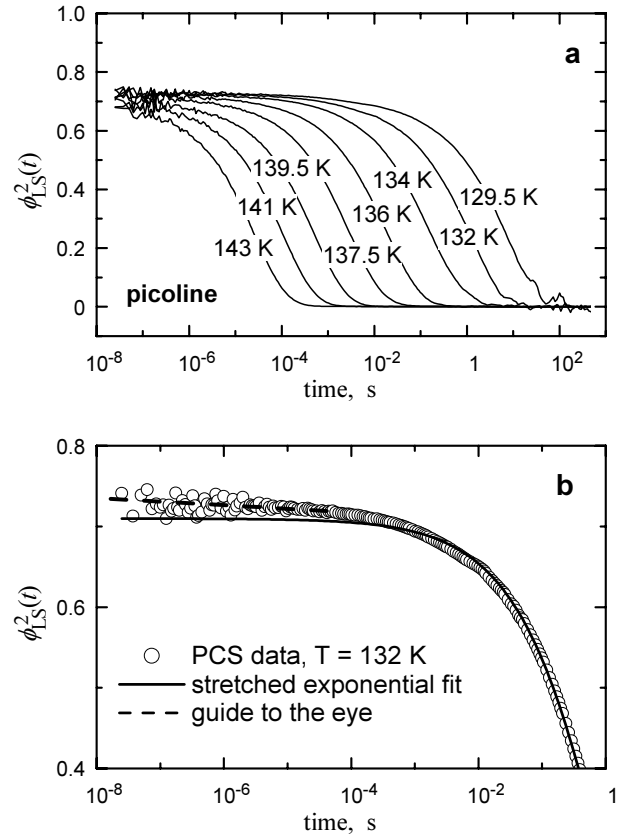 a
1.0
0.8
0.6
0.4
0.2
0
ϕ²LS(t)
139.5 K
134 K
129.5 K
141 K
136 K
132 K
143 K
137.5 K
picoline
10⁻⁸ 10⁻⁶ 10⁻⁴ 10⁻² 1 10²
time, s
b
0.8
0.6
0.4
ϕ²LS(t)
PCS data, T = 132 K
stretched exponential fit
guide to the eye
10⁻⁸ 10⁻⁶ 10⁻⁴ 10⁻² 1
time, s